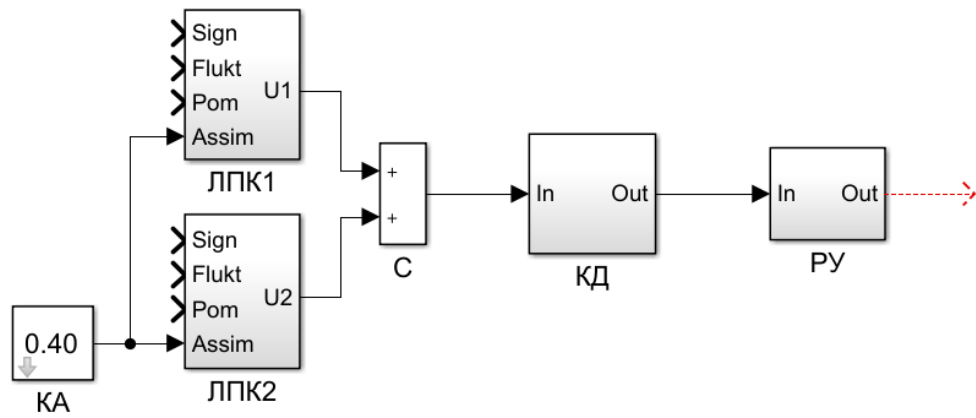 Sign
Flukt
Pom
Assim
U1
ЛПК1
Sign
Flukt
Pom
Assim
U2
ЛПК2
0.40
КА
+
+
С
In
Out
КД
In
Out
РУ